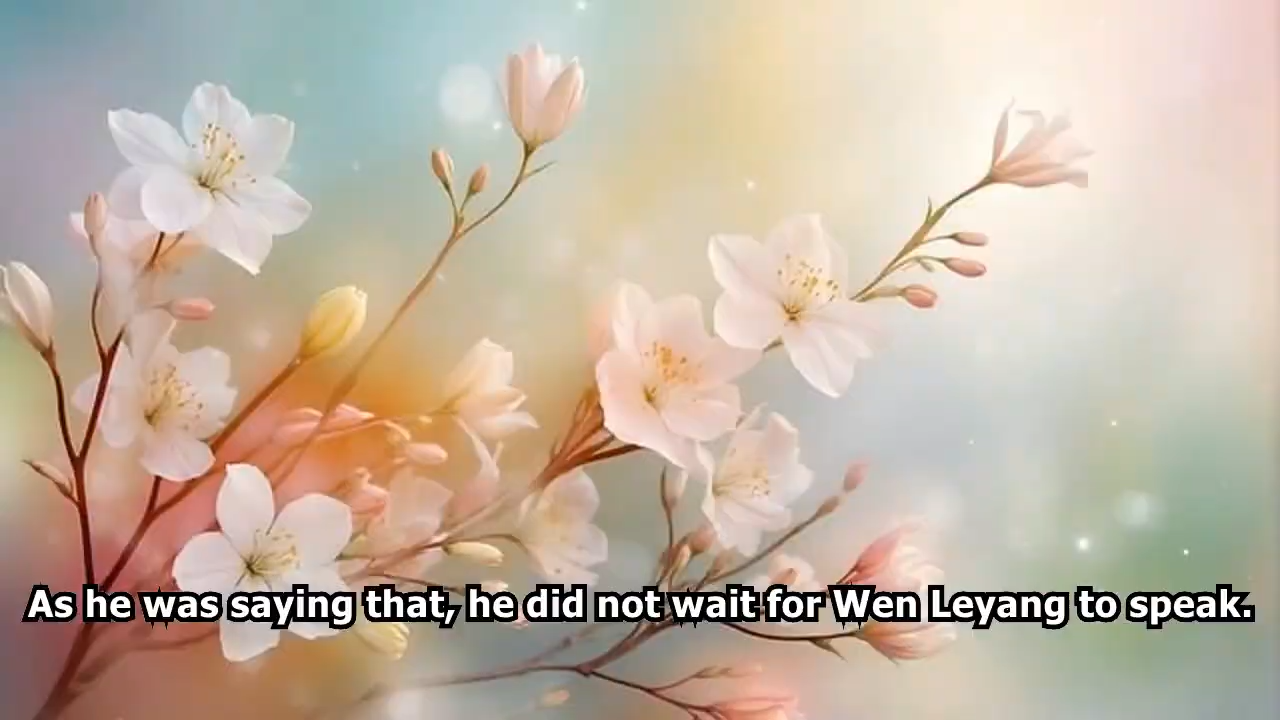 As he was saying that, he did not wait for Wen Leyang to speak.